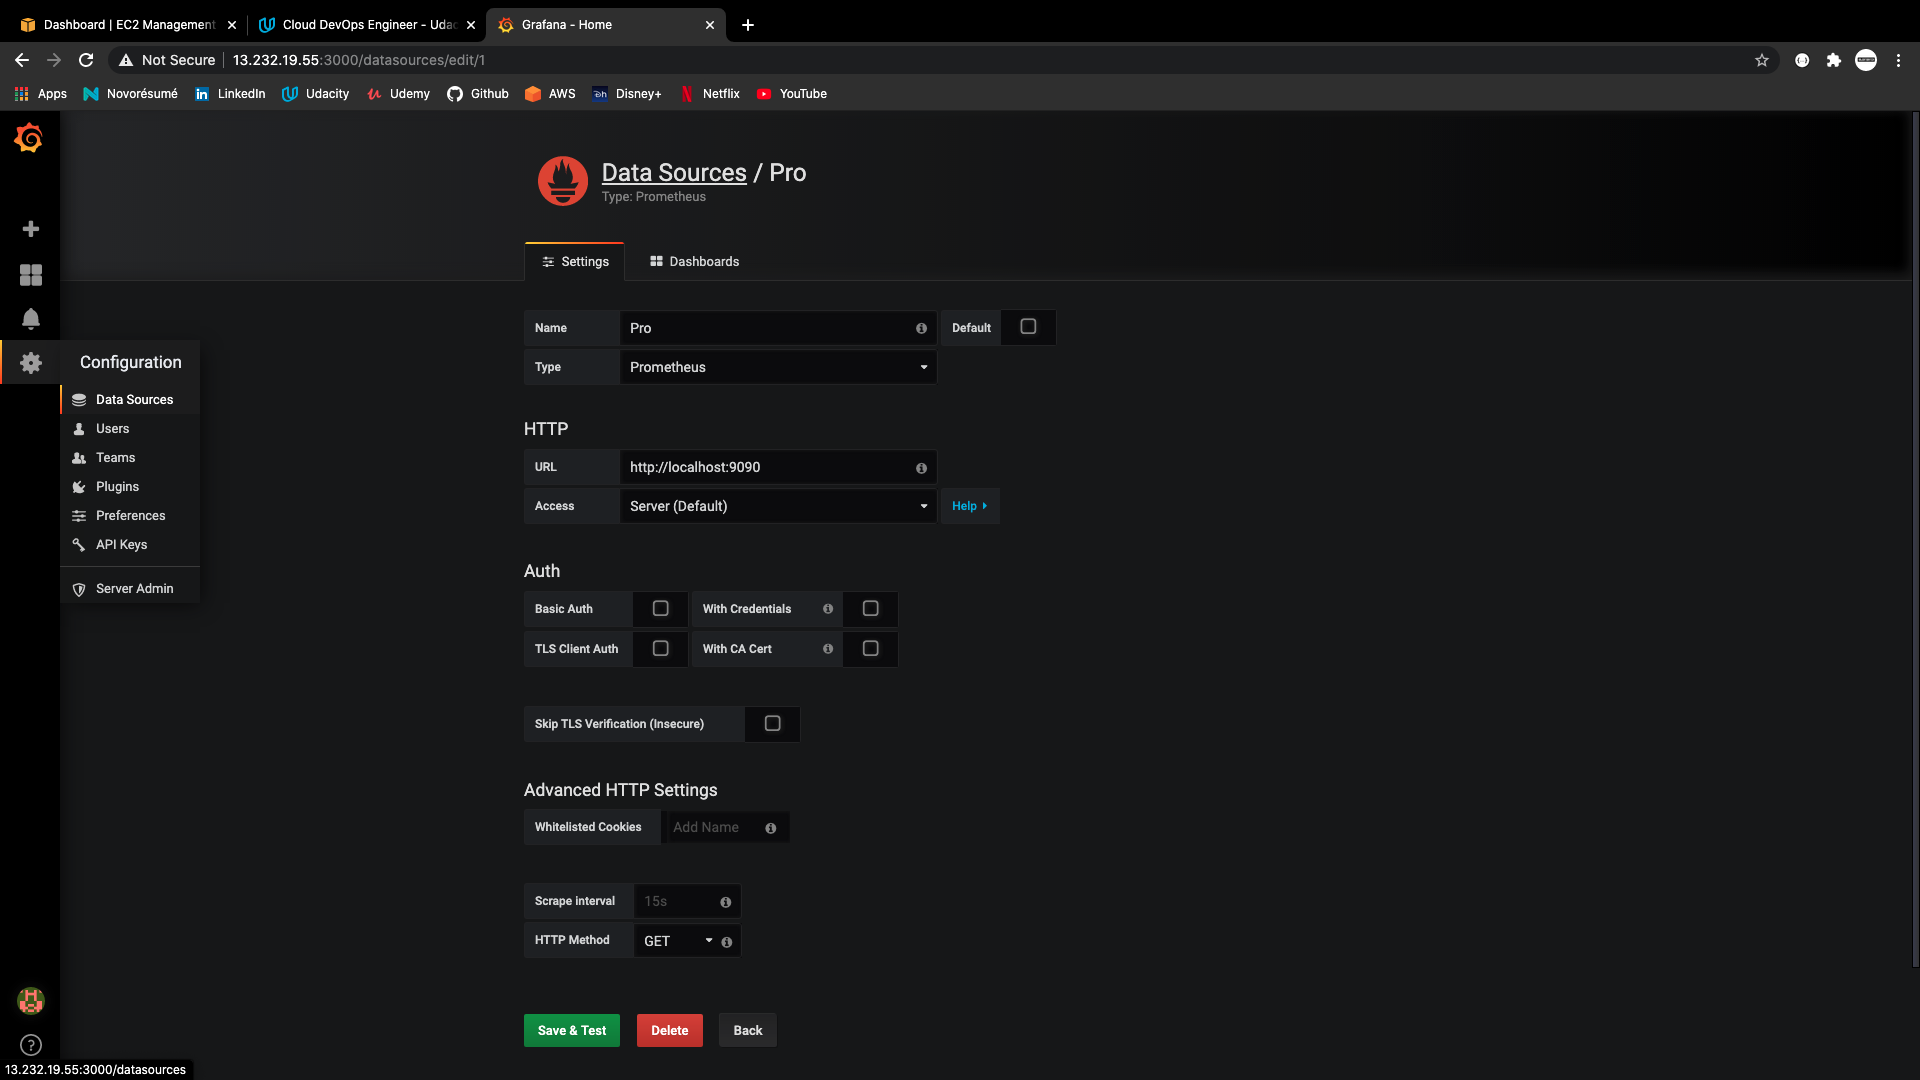 Dashboard | EC2 Management
Cloud DevOps Engineer - Udac
Grafana - Home
Not Secure
13.232.19.55:3000/datasources/edit/1
Apps
Novorésumé
LinkedIn
Udacity
Udemy
Github
AWS
Disney+
Netflix
YouTube
Data Sources / Pro
Type: Prometheus
Settings
Dashboards
Name
Pro
Default
Type
Prometheus
Configuration
Data Sources
Users
Teams
Plugins
Preferences
API Keys
Server Admin
HTTP
URL
http://localhost:9090
Access
Server (Default)
Help
Auth
Basic Auth
With Credentials
TLS Client Auth
With CA Cert
Skip TLS Verification (Insecure)
Advanced HTTP Settings
Whitelisted Cookies
Add Name
Scrape interval
15s
HTTP Method
GET
Save & Test
Delete
Back
13.232.19.55:3000/datasources